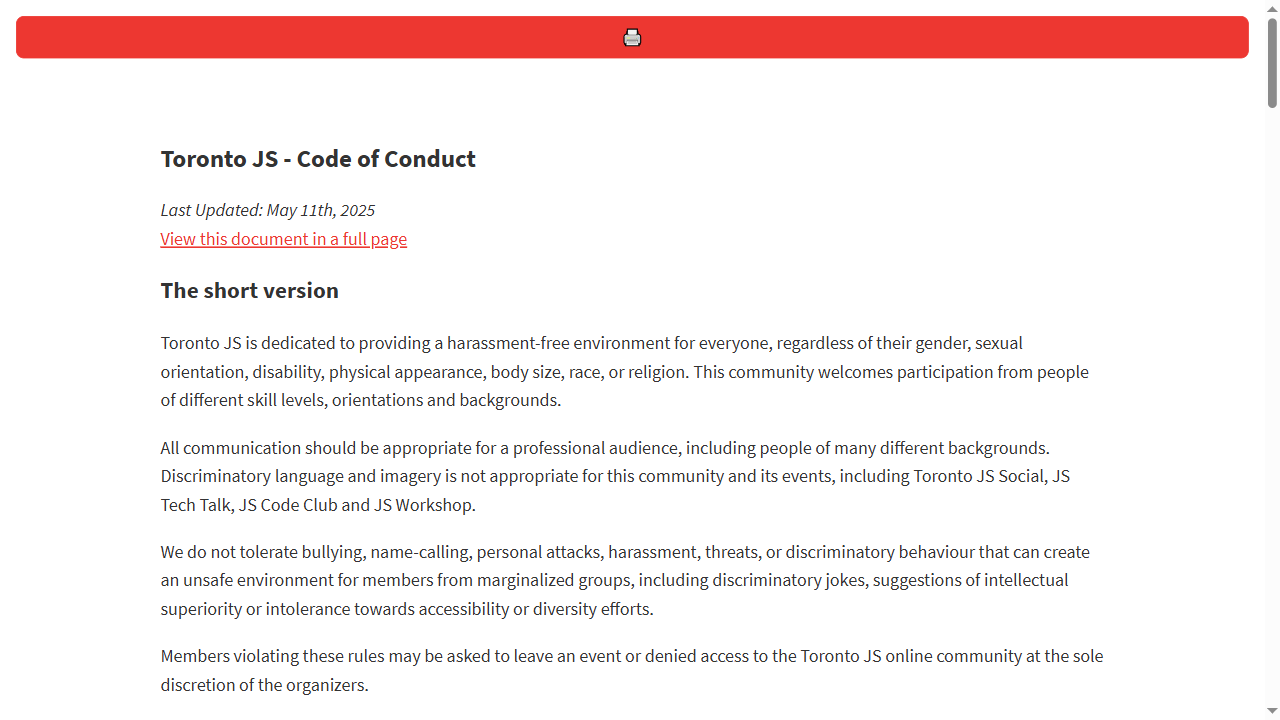 Toronto JS - Code of Conduct
Last Updated: May 11th, 2025
View this document in a full page
The short version
Toronto JS is dedicated to providing a harassment-free environment for everyone, regardless of their gender, sexual
orientation, disability, physical appearance, body size, race, or religion. This community welcomes participation from people
of different skill levels, orientations and backgrounds.
All communication should be appropriate for a professional audience, including people of many different backgrounds.
Discriminatory language and imagery is not appropriate for this community and its events, including Toronto JS Social, JS
Tech Talk, JS Code Club and JS Workshop.
We do not tolerate bullying, name-calling, personal attacks, harassment, threats, or discriminatory behaviour that can create
an unsafe environment for members from marginalized groups, including discriminatory jokes, suggestions of intellectual
superiority or intolerance towards accessibility or diversity efforts.
Members violating these rules may be asked to leave an event or denied access to the Toronto JS online community at the sole
discretion of the organizers.